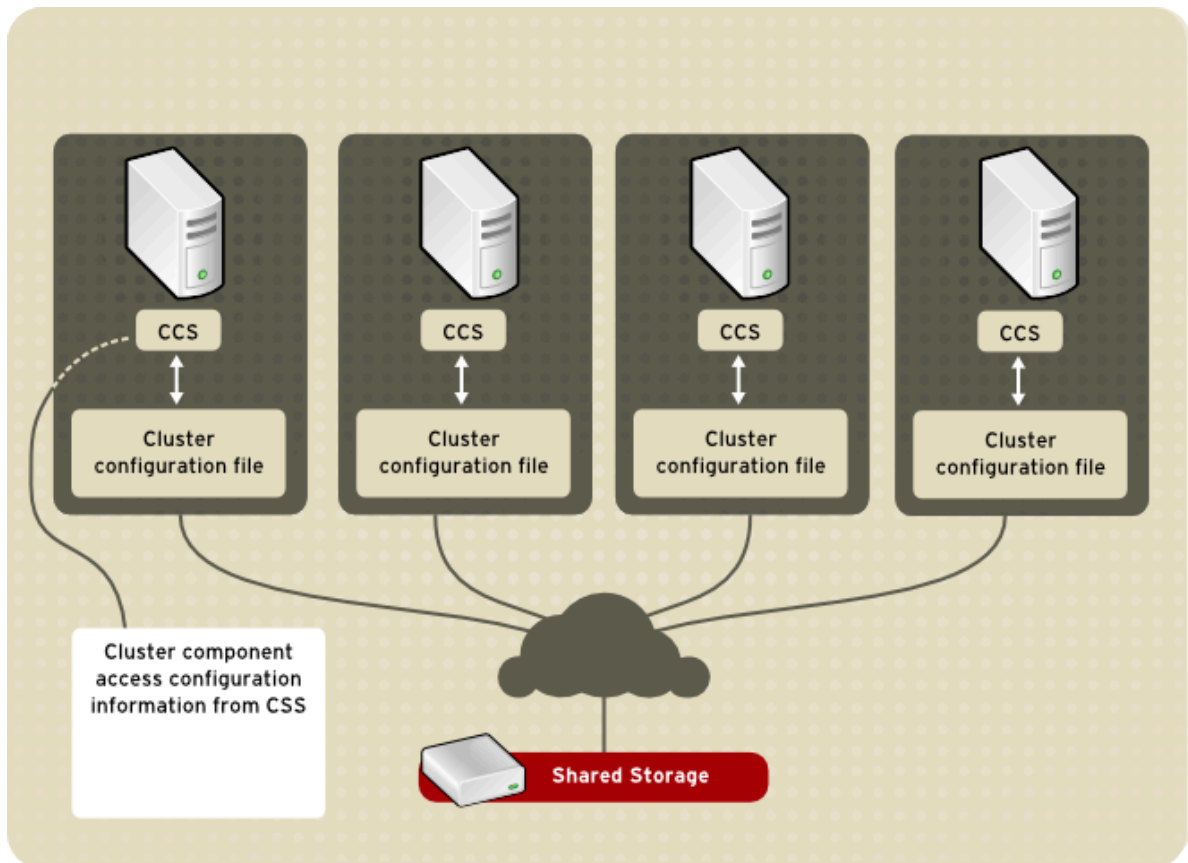 CCS
CCS
CCS
CCS
Cluster
configuration file
Cluster
configuration file
Cluster
configuration file
Cluster
configuration file
Cluster component
access configuration
information from CSS
Shared Storage